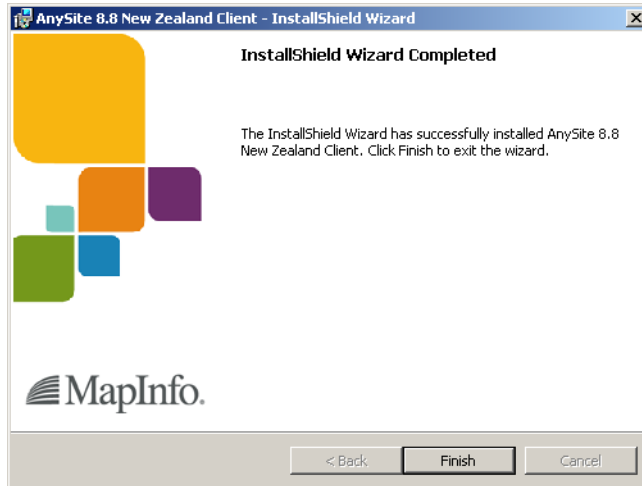 AnySite 8.8 New Zealand Client - InstallShield Wizard
InstallShield Wizard Completed
The InstallShield Wizard has successfully installed AnySite 8.8
New Zealand Client. Click Finish to exit the wizard.
MapInfo.
< Back
Finish
Cancel